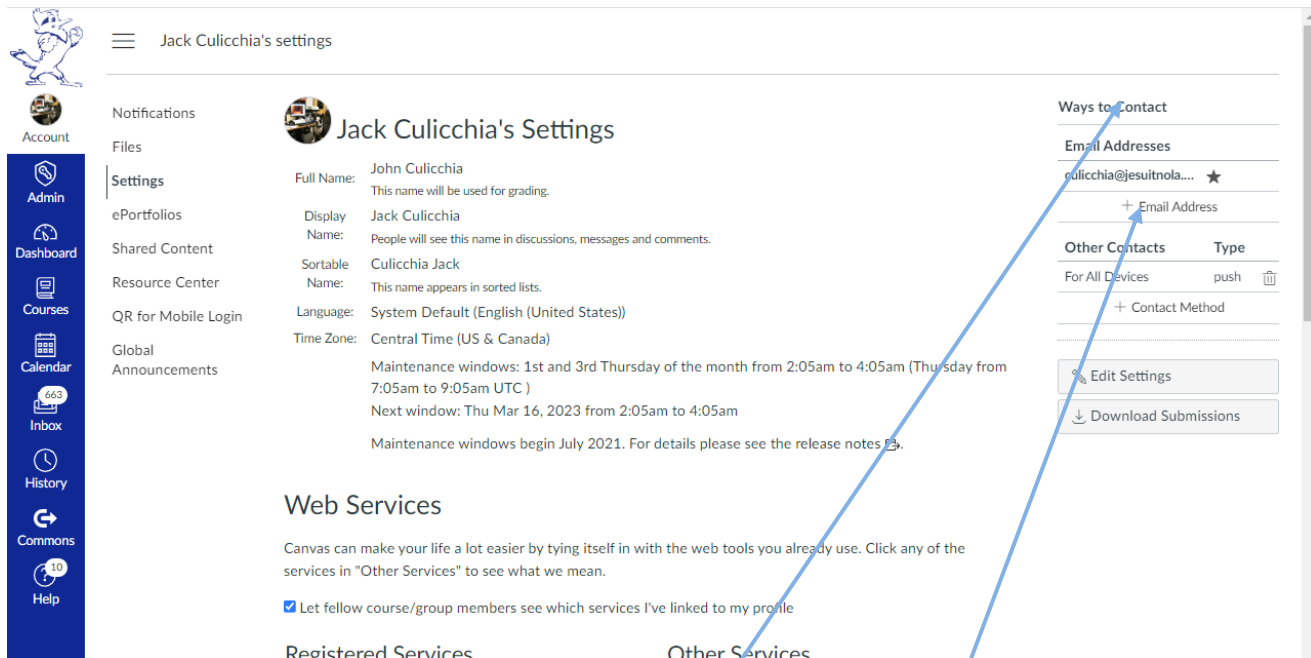 Jack Culicchia's settings
Account
Admin
Dashboard
Courses
Calendar
663
Inbox
History
Commons
10
Help
Notifications
Files
Settings
ePortfolios
Shared Content
Resource Center
QR for Mobile Login
Global
Announcements
Jack Culicchia's Settings
Full Name: John Culicchia
This name will be used for grading.
Display Name: Jack Culicchia
People will see this name in discussions, messages and comments.
Sortable Name: Culicchia Jack
This name appears in sorted lists.
Language: System Default (English (United States))
Time Zone: Central Time (US & Canada)
Maintenance windows: 1st and 3rd Thursday of the month from 2:05am to 4:05am (Thursday from
7:05am to 9:05am UTC )
Next window: Thu Mar 16, 2023 from 2:05am to 4:05am
Maintenance windows begin July 2021. For details please see the release notes.
Web Services
Canvas can make your life a lot easier by tying itself in with the web tools you already use. Click any of the
services in "Other Services" to see what we mean.
Let fellow course/group members see which services I've linked to my profile
Registered Services
Other Services
Ways to Contact
Email Addresses
culicchia@jesuitnola.... ★
+ Email Address
Other Contacts Type
For All Devices push
+ Contact Method
Edit Settings
Download Submissions